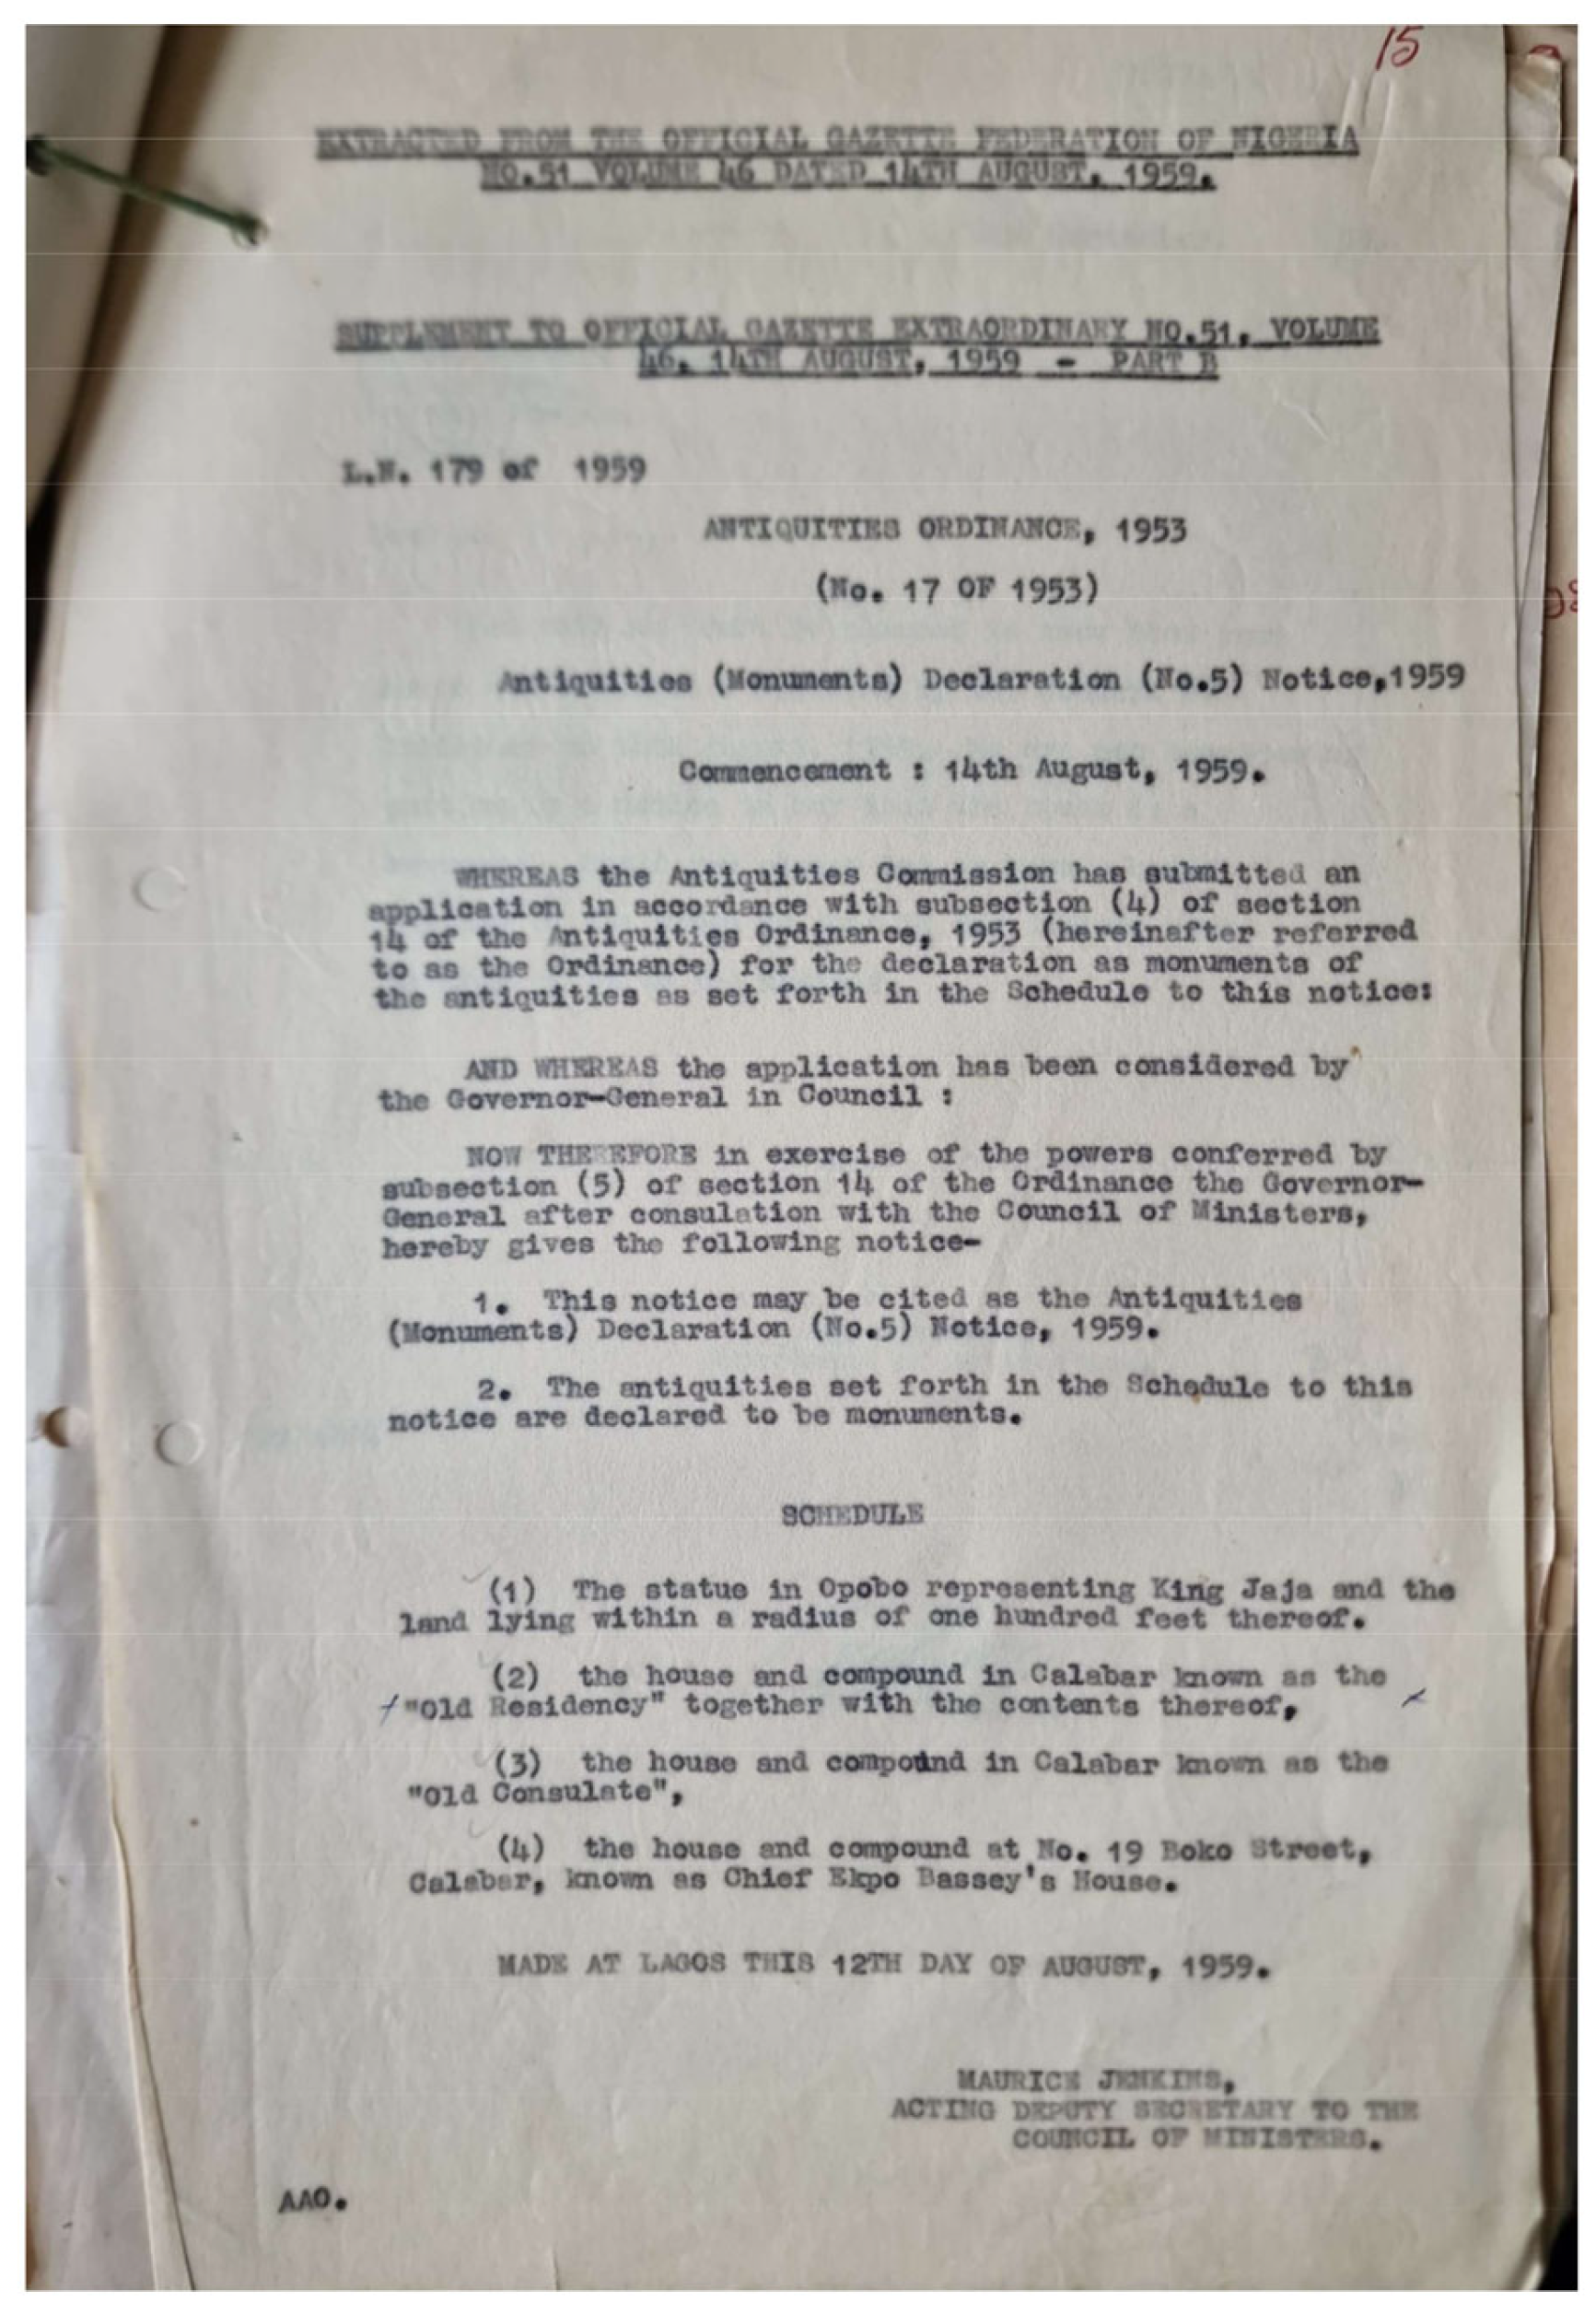 15
EXTRACTED FROM THE OFFICIAL GAZETTE FEDERATION OF NIGERIA
NO.51 VOLUME 46 DATED 14TH AUGUST, 1959.
SUPPLEMENT TO OFFICIAL GAZETTE EXTRAORDINARY NO.51, VOLUME
46, 14TH AUGUST, 1959 - PART B
L.N. 179 of 1959
ANTIQUITIES ORDINANCE, 1953
(No. 17 OF 1953)
Antiquities (Monuments) Declaration (No.5) Notice,1959
Commencement : 14th August, 1959.
WHEREAS the Antiquities Commission has submitted an
application in accordance with subsection (4) of section
14 of the Antiquities Ordinance, 1953 (hereinafter referred
to as the Ordinance) for the declaration as monuments of
the antiquities as set forth in the Schedule to this notice:
AND WHEREAS the application has been considered by
the Governor-General in Council :
NOW THEREFORE in exercise of the powers conferred by
subsection (5) of section 14 of the Ordinance the Governor-
General after consulation with the Council of Ministers,
hereby gives the following notice-
1. This notice may be cited as the Antiquities
(Monuments) Declaration (No.5) Notice, 1959.
2. The antiquities set forth in the Schedule to this
notice are declared to be monuments.
SCHEDULE
(1) The statue in Opobo representing King Jaja and the
land lying within a radius of one hundred feet thereof.
(2) the house and compound in Calabar known as the
"Old Residency" together with the contents thereof,
(3) the house and compound in Calabar known as the
"Old Consulate",
(4) the house and compound at No. 19 Boko Street,
Calabar, known as Chief Ekpo Bassey's House.
MADE AT LAGOS THIS 12TH DAY OF AUGUST, 1959.
MAURICE JENKINS,
ACTING DEPUTY SECRETARY TO THE
COUNCIL OF MINISTERS.
AAO.